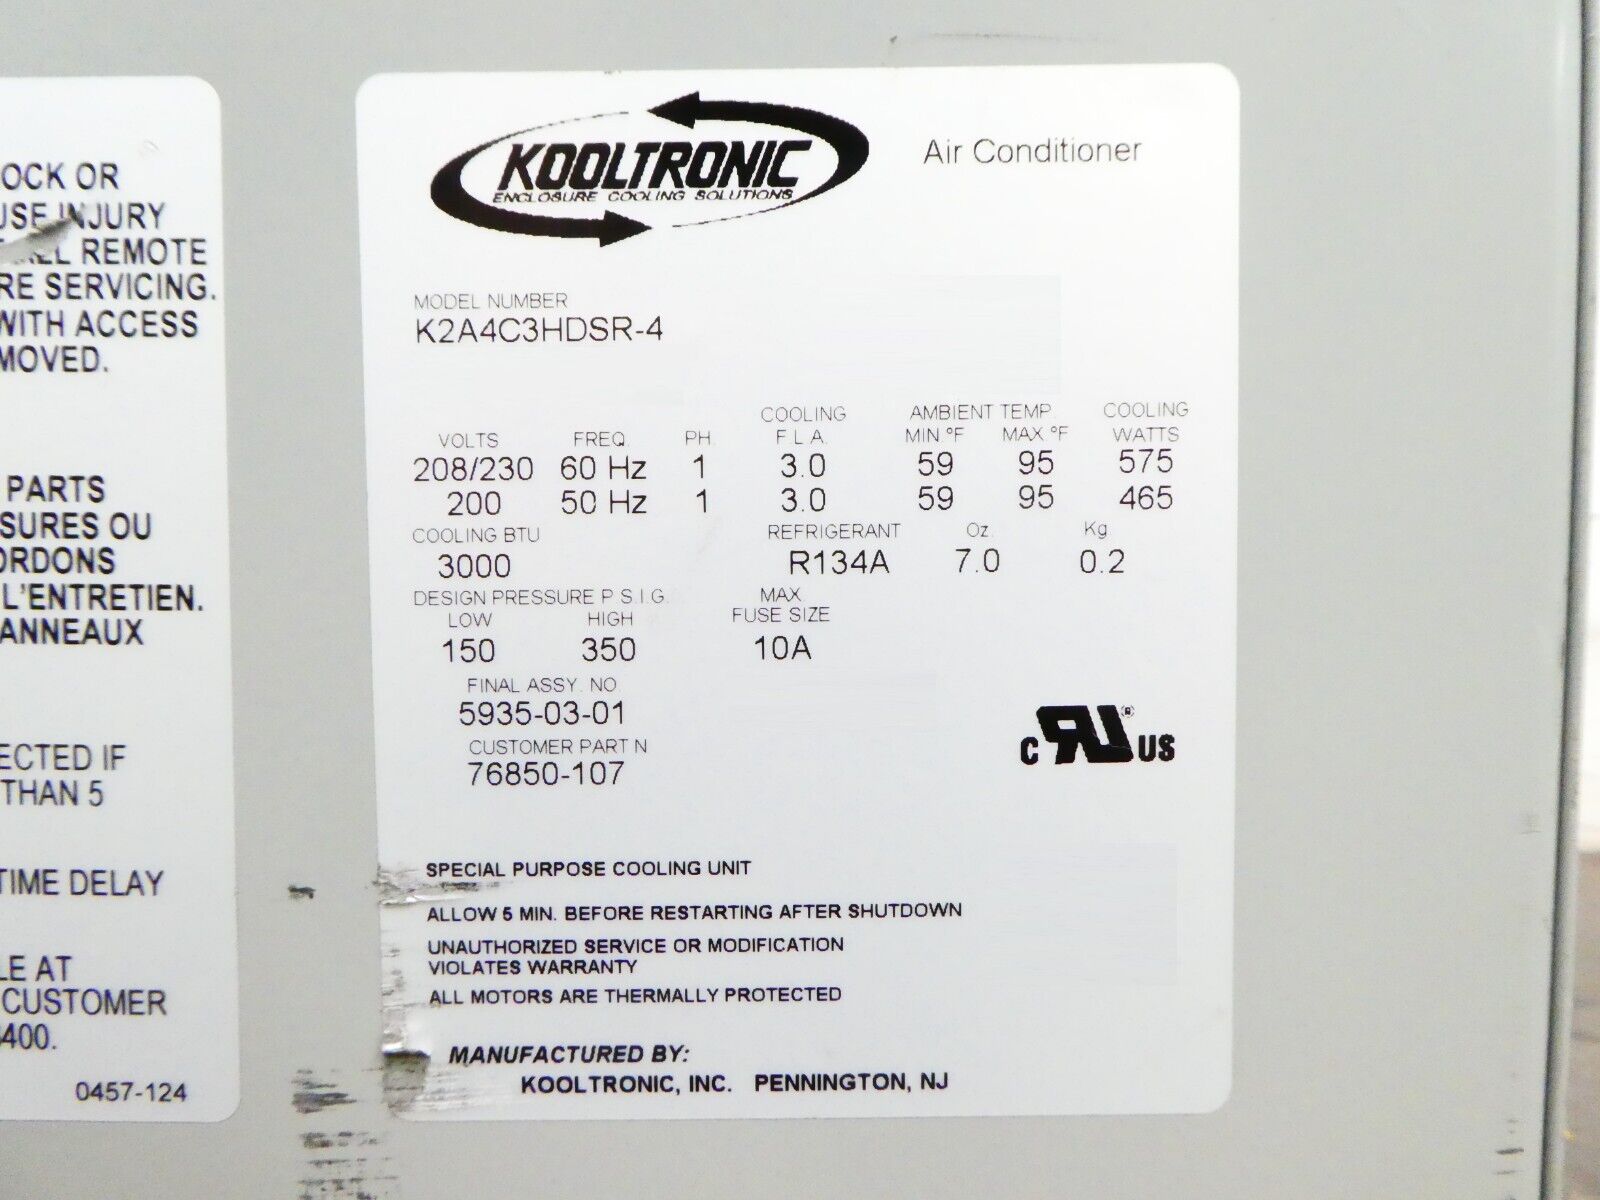 OCK OR
USE INJURY
ALL REMOTE
RE SERVICING.
WITH ACCESS
MOVED.
PARTS
SURES OU
ORDONS
L'ENTRETIEN.
ANNEAUX
ECTED IF
THAN 5
TIME DELAY
LE AT
CUSTOMER
400.
0457-124
KOOLTRONIC
ENCLOSURE COOLING SOLUTIONS
Air Conditioner
MODEL NUMBER
K2A4C3HDSR-4
COOLING AMBIENT TEMP. COOLING
VOLTS FREQ PH. F L A. MIN °F MAX °F WATTS
208/230 60 Hz 1 3.0 59 95 575
200 50 Hz 1 3.0 59 95 465
COOLING BTU REFRIGERANT Oz. Kg
3000 R134A 7.0 0.2
DESIGN PRESSURE P S.I.G. MAX
LOW HIGH FUSE SIZE
150 350 10A
FINAL ASSY. NO.
5935-03-01
CUSTOMER PART N
76850-107
C RU ® US
SPECIAL PURPOSE COOLING UNIT
ALLOW 5 MIN. BEFORE RESTARTING AFTER SHUTDOWN
UNAUTHORIZED SERVICE OR MODIFICATION
VIOLATES WARRANTY
ALL MOTORS ARE THERMALLY PROTECTED
MANUFACTURED BY:
KOOLTRONIC, INC. PENNINGTON, NJ